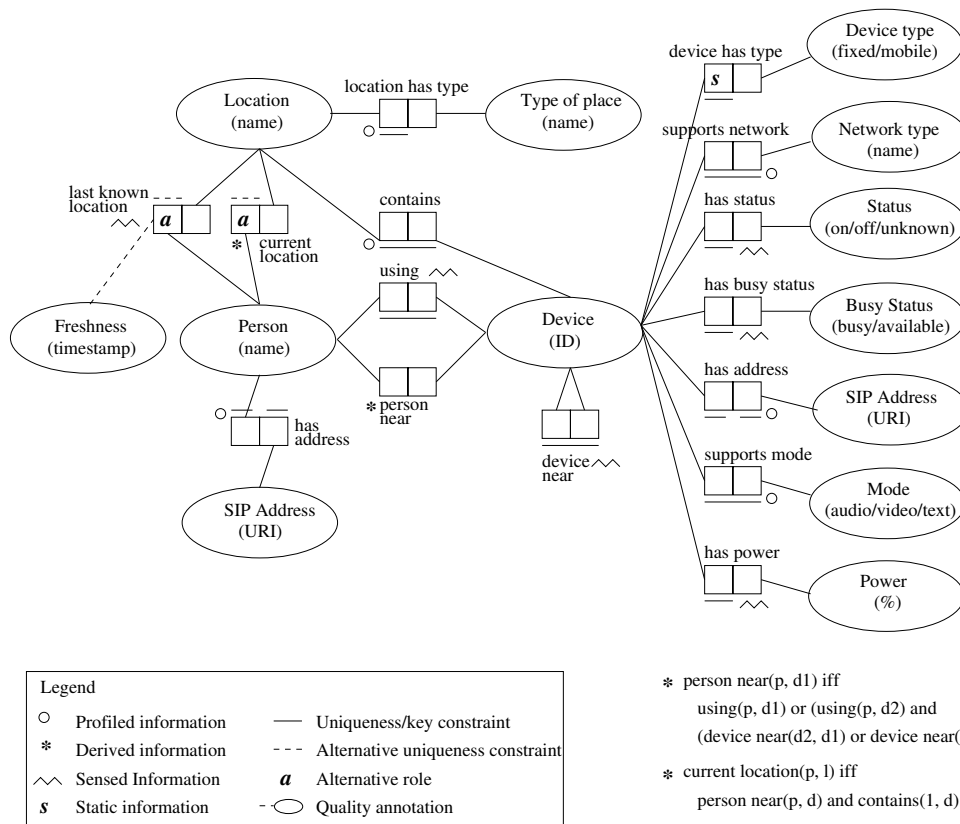 Device type
(fixed/mobile)
device has type
s
Location
(name)
location has type
Type of place
(name)
supports network
Network type
(name)
last known
location
a
a
* current
location
contains
has status
Status
(on/off/unknown)
using
has busy status
Busy Status
(busy/available)
Freshness
(timestamp)
Person
(name)
Device
(ID)
* person
near
has address
SIP Address
(URI)
has
address
device
near
supports mode
Mode
(audio/video/text)
SIP Address
(URI)
has power
Power
(%)
Legend
Profiled information
Uniqueness/key constraint
* Derived information
Alternative uniqueness constraint
Sensed Information
a Alternative role
s Static information
Quality annotation
* person near(p, d1) iff
using(p, d1) or (using(p, d2) and
(device near(d2, d1) or device near(
* current location(p, l) iff
person near(p, d) and contains(1, d)